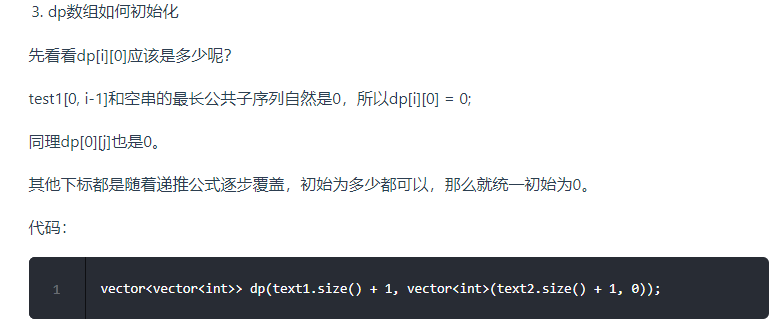 3. dp数组如何初始化
先看看dp[i][0]应该是多少呢?
test1[0, i-1]和空串的最长公共子序列自然是0，所以dp[i][0] = 0;
同理dp[0][j]也是0。
其他下标都是随着递推公式逐步覆盖，初始为多少都可以，那么就统一初始为0。
代码：
1 vector<vector<int>> dp(text1.size() + 1, vector<int>(text2.size() + 1, 0));